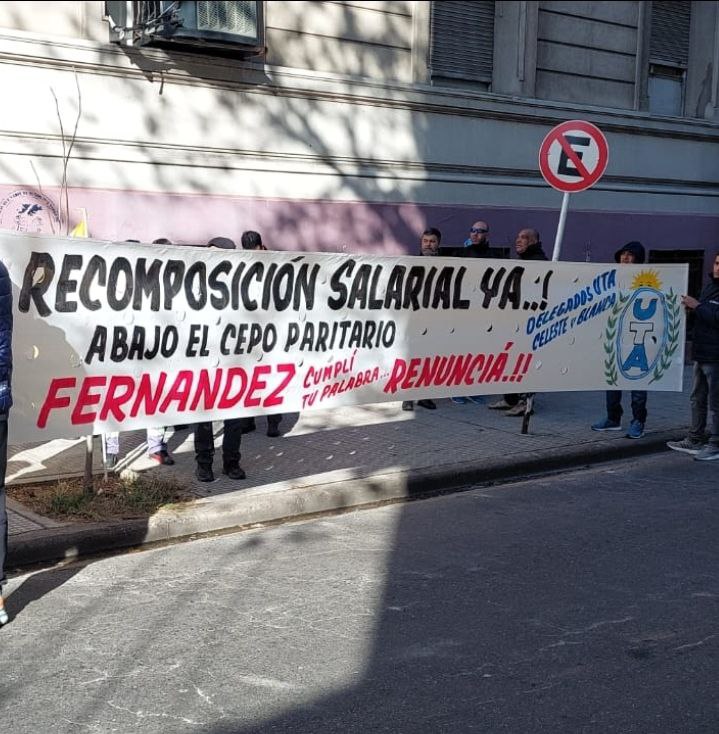 RECOMPOSICIÓN SALARIAL YA..!
ABAJO EL CEPO PARITARIO
FERNANDEZ CUMPLÍ
TU PALABRA... RENUNCIÁ.!!
DELEGADOS UTA
CELESTE Y BLANCA
UTA
E